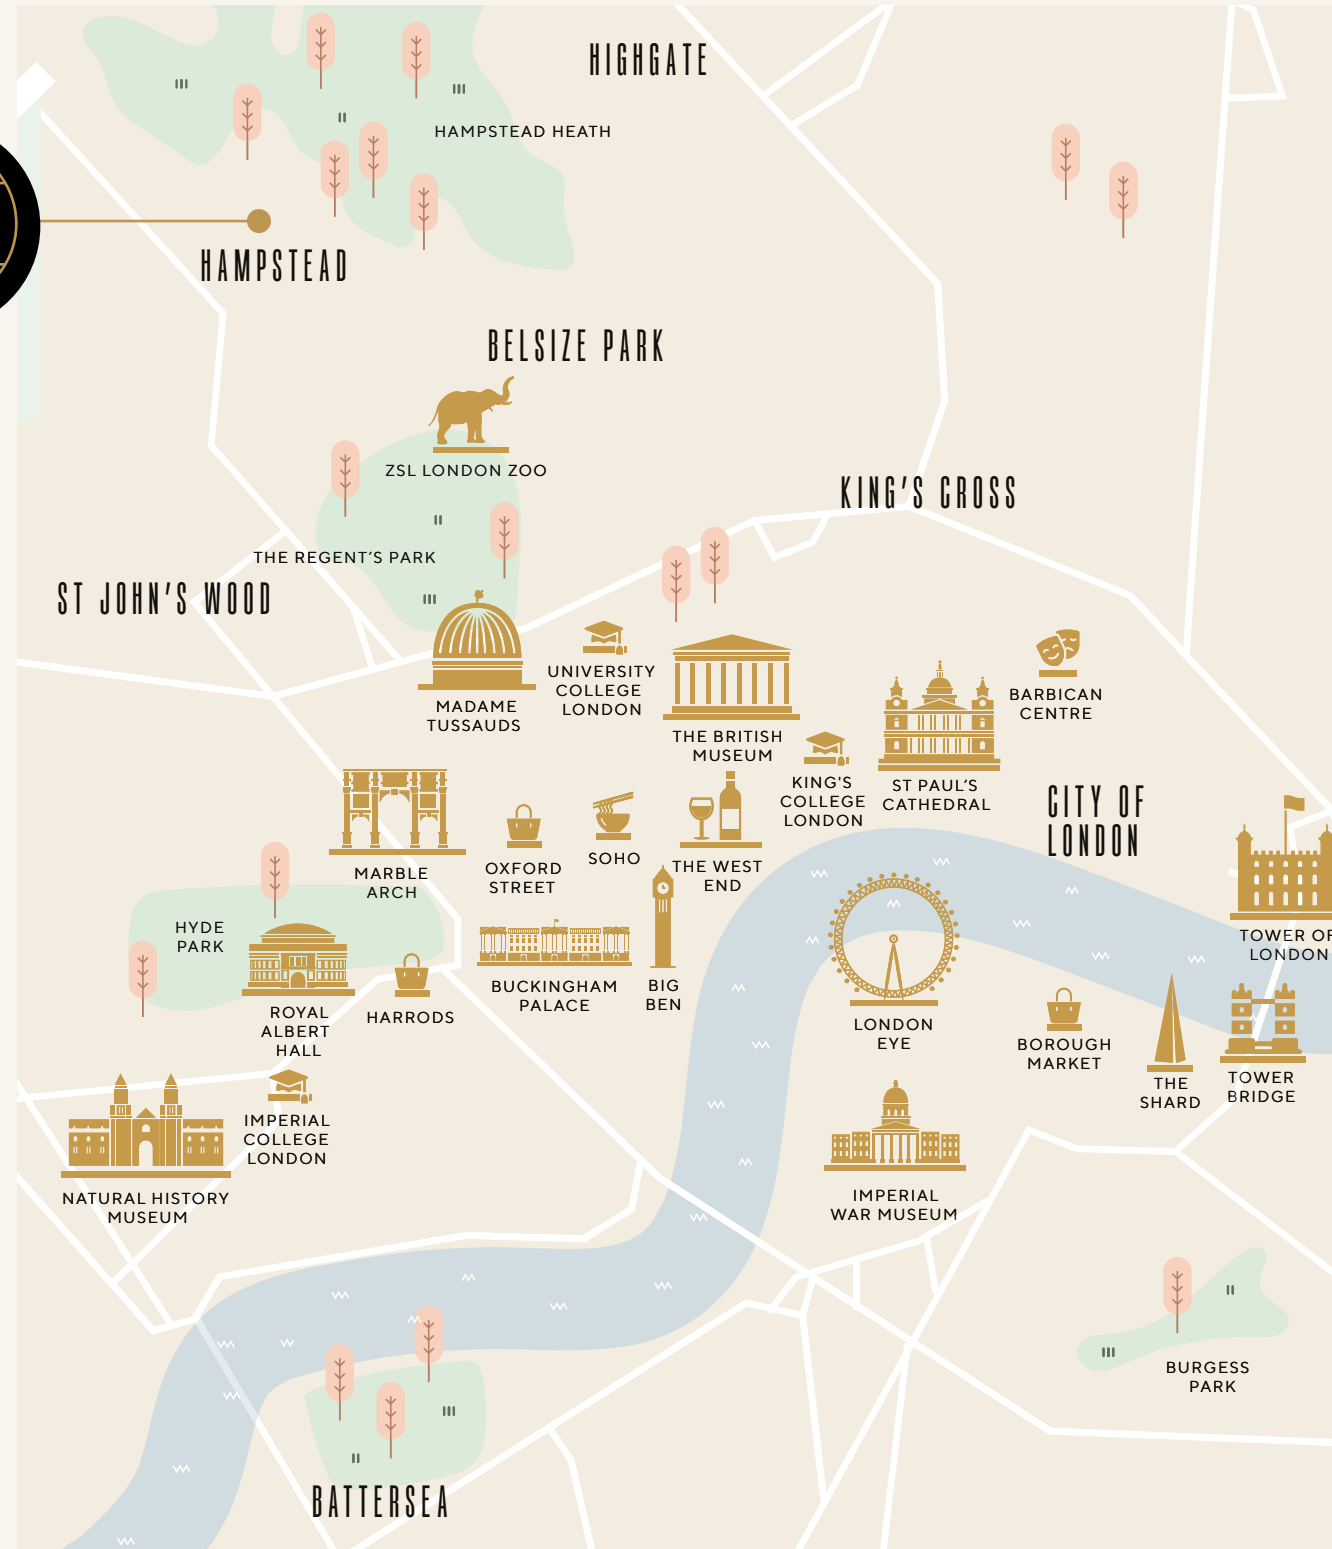 HIGHGATE
HAMPSTEAD HEATH
HAMPSTEAD
BELSIZE PARK
ZSL LONDON ZOO
KING'S CROSS
THE REGENT'S PARK
ST JOHN'S WOOD
UNIVERSITY
COLLEGE
LONDON
MADAME
TUSSAUDS
BARBICAN
CENTRE
THE BRITISH
MUSEUM
KING'S
COLLEGE
LONDON
ST PAUL'S
CATHEDRAL
CITY OF
LONDON
MARBLE
ARCH
OXFORD
STREET
SOHO
THE WEST
END
HYDE
PARK
TOWER OF
LONDON
BUCKINGHAM
PALACE
BIG
BEN
ROYAL
ALBERT
HALL
HARRODS
LONDON
EYE
BOROUGH
MARKET
THE
SHARD
TOWER
BRIDGE
IMPERIAL
COLLEGE
LONDON
NATURAL HISTORY
MUSEUM
IMPERIAL
WAR MUSEUM
BURGESS
PARK
BATTERSEA